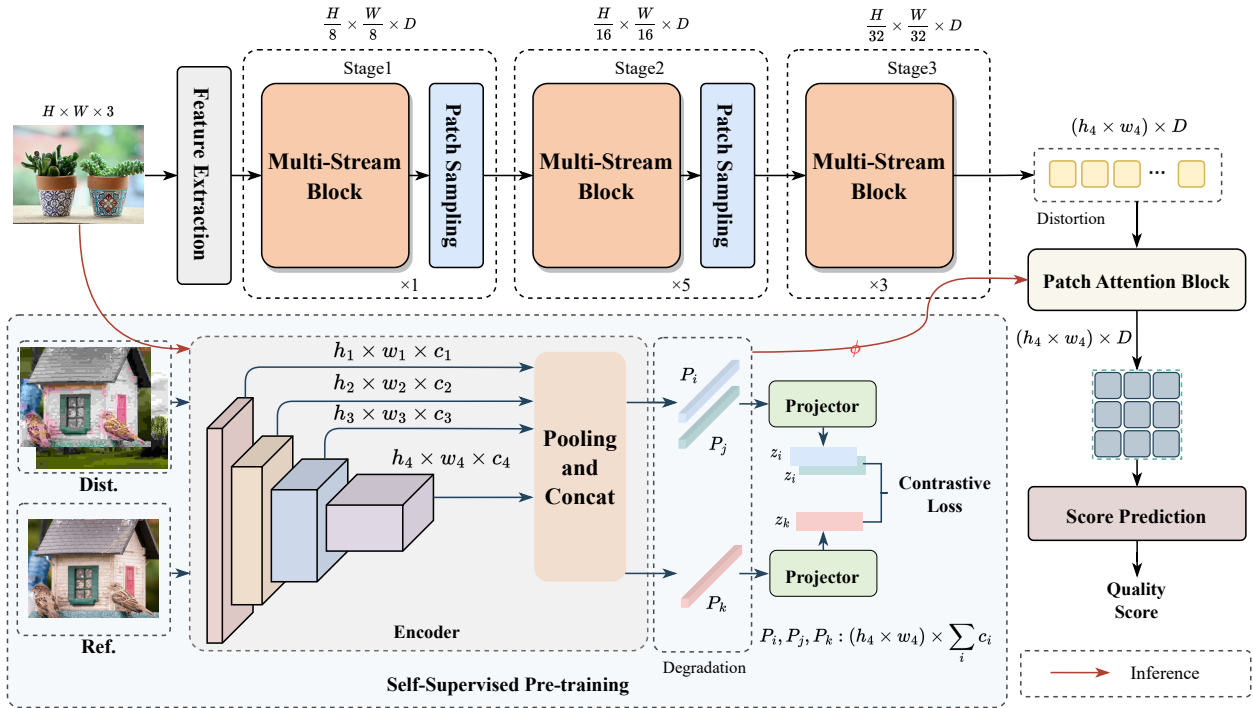 H/8 × W/8 × D
H/16 × W/16 × D
H/32 × W/32 × D
H × W × 3
Feature Extraction
Stage1
Multi-Stream
Block
Patch Sampling
×1
Stage2
Multi-Stream
Block
Patch Sampling
×5
Stage3
Multi-Stream
Block
×3
(h₄ × w₄) × D
...
Distortion
Patch Attention Block
(h₄ × w₄) × D
Score Prediction
Quality
Score
Inference
Dist.
Ref.
h₁ × w₁ × c₁
h₂ × w₂ × c₂
h₃ × w₃ × c₃
h₄ × w₄ × c₄
Pooling
and
Concat
Encoder
ϕ
Pᵢ
Pⱼ
Pₖ
Degradation
Projector
zᵢ
zᵢ
zₖ
Contrastive
Loss
Projector
Pᵢ, Pⱼ, Pₖ : (h₄ × w₄) × ∑ᵢ cᵢ
Self-Supervised Pre-training